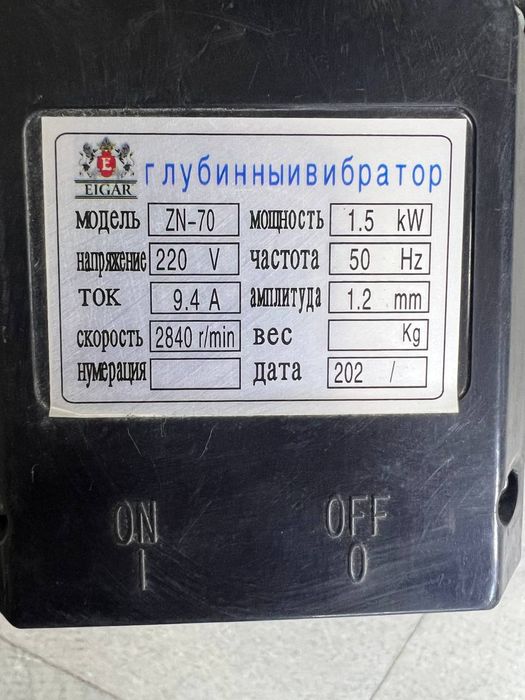 E
EIGAR
глубинныивибратор
модель ZN-70 мощность 1.5 kW
напряжение 220 V частота 50 Hz
ток 9.4 A амплитуда 1.2 mm
скорость 2840 r/min вес Kg
нумерация дата 202 /
ON OFF
I 0